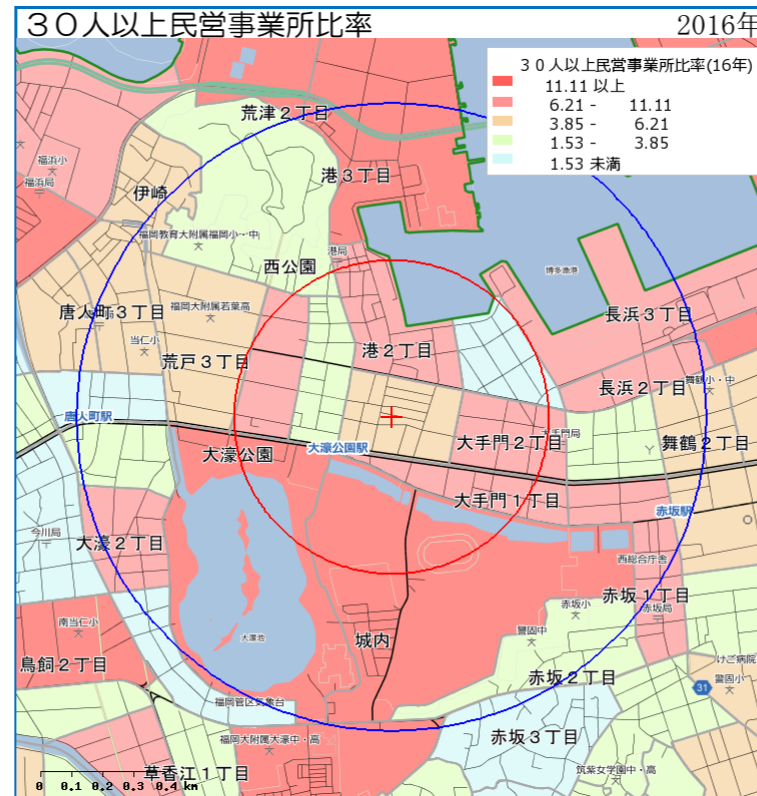 ３０人以上民営事業所比率
2016年
３０人以上民営事業所比率(16年)
11.11 以上
6.21 - 11.11
3.85 - 6.21
1.53 - 3.85
1.53 未満
荒津２丁目
福浜小
福浜局
港３丁目
伊崎
福岡教育大附属福岡小・中
港局
西公園
博多漁港
唐人町３丁目
福岡大附属若葉高
長浜３丁目
当仁小
港２丁目
荒戸３丁目
長浜２丁目
舞鶴小・中
唐人町駅
大手門局
大手門２丁目
舞鶴２丁目
大濠公園駅
大濠公園
大手門１丁目
赤坂駅
今川局
大濠２丁目
西総合庁舎
赤坂１丁目
赤坂小
赤坂局
南当仁小
警固中
大濠池
城内
鳥飼２丁目
けご病院
赤坂２丁目
警固小
31
福岡管区気象台
赤坂３丁目
福岡大附属大濠中・高
草香江１丁目
筑紫女学園中・高
0 0.1 0.2 0.3 0.4 km